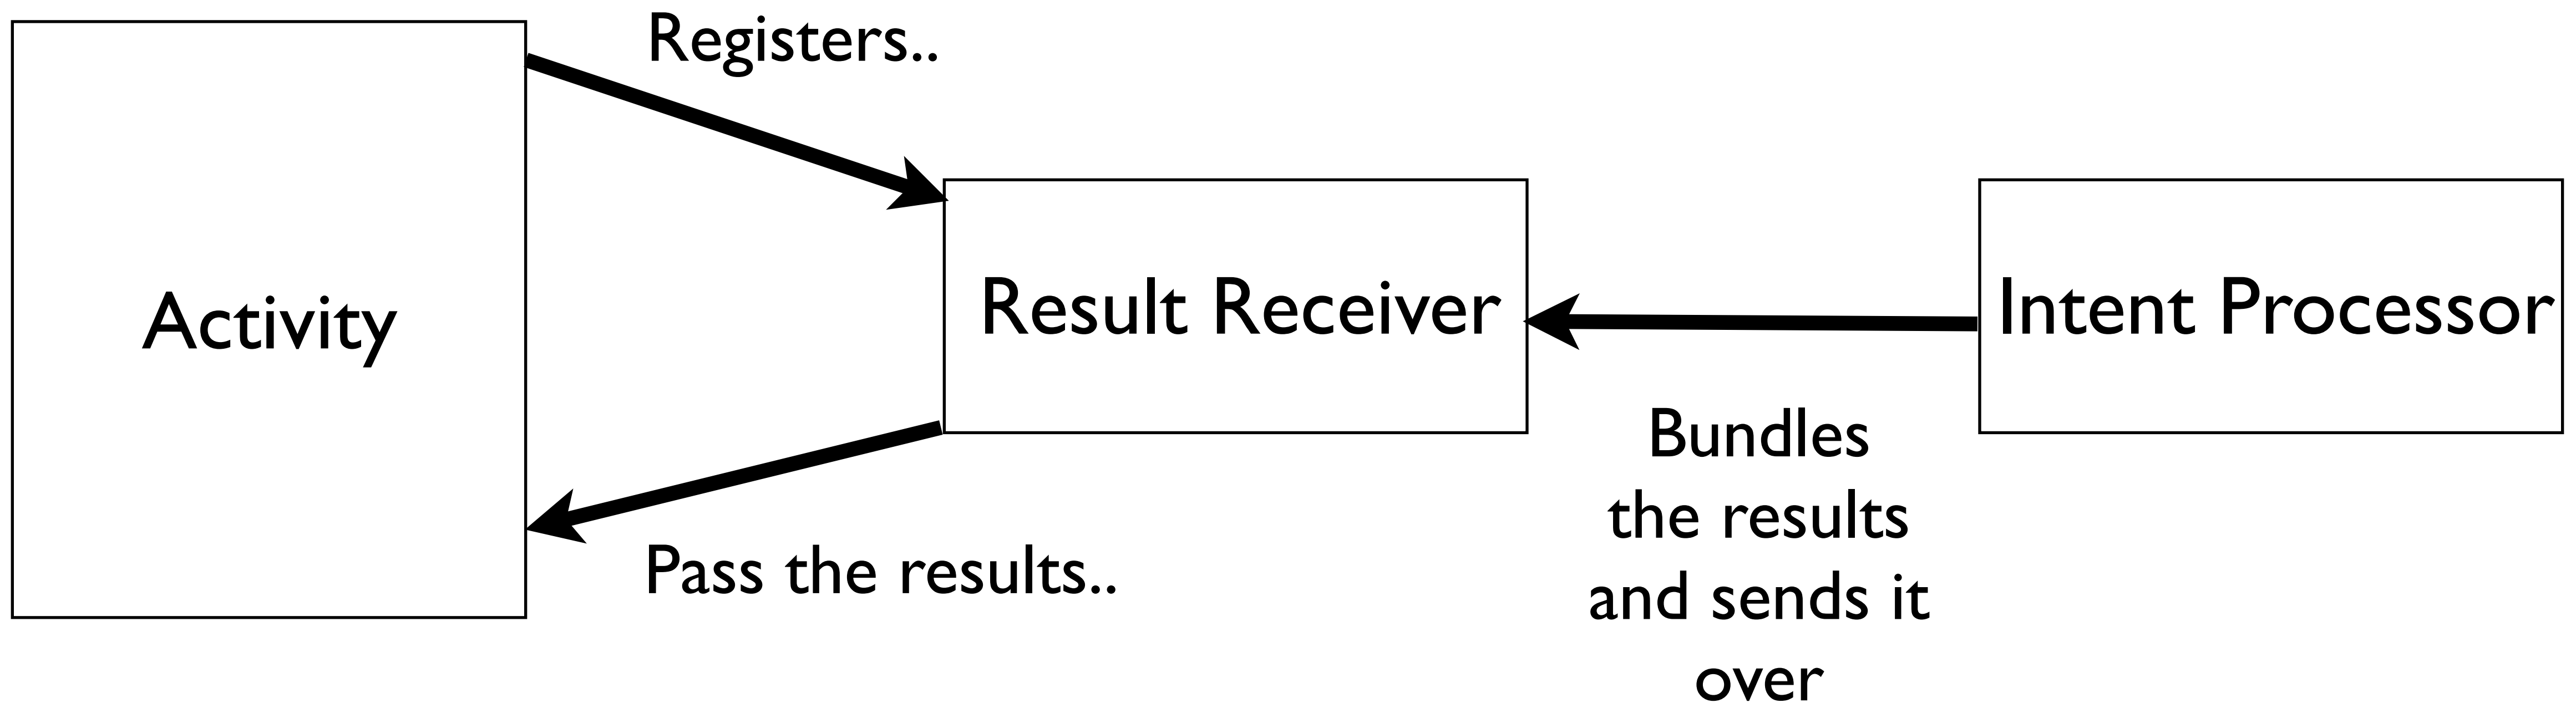 Registers..
Activity
Result Receiver
Intent Processor
Pass the results..
Bundles
the results
and sends it
over